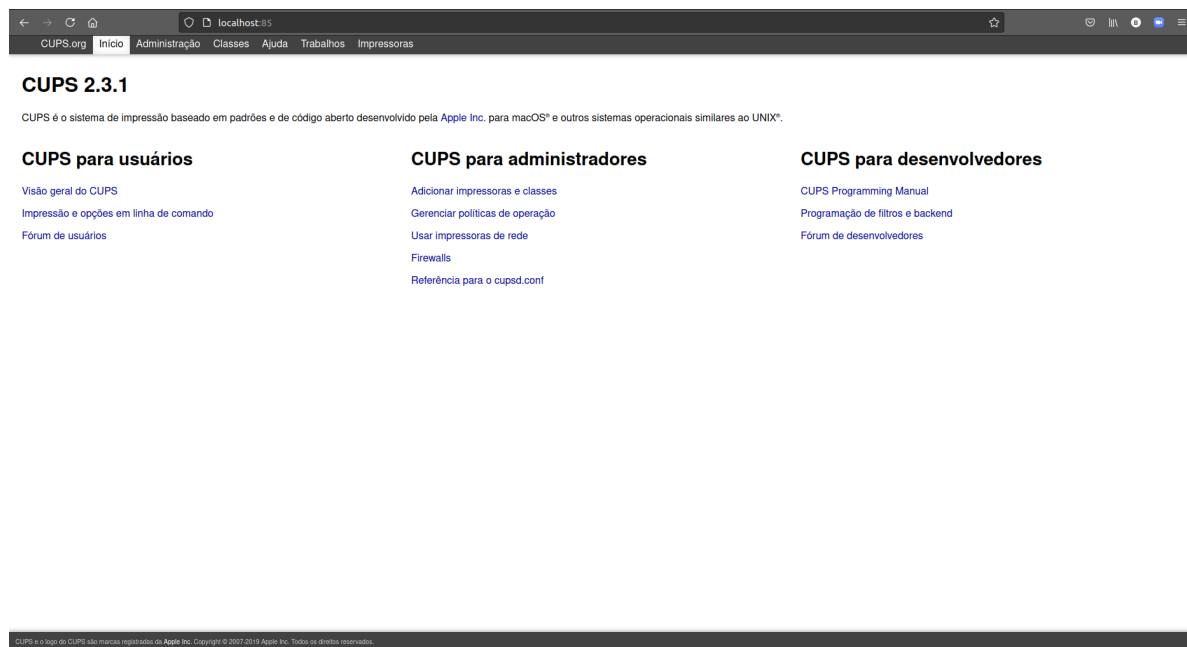 localhost:85
CUPS.org Início Administração Classes Ajuda Trabalhos Impressoras
CUPS 2.3.1
CUPS é o sistema de impressão baseado em padrões e de código aberto desenvolvido pela Apple Inc. para macOS® e outros sistemas operacionais similares ao UNIX®.
CUPS para usuários
Visão geral do CUPS
Impressão e opções em linha de comando
Fórum de usuários
CUPS para administradores
Adicionar impressoras e classes
Gerenciar políticas de operação
Usar impressoras de rede
Firewalls
Referência para o cupsd.conf
CUPS para desenvolvedores
CUPS Programming Manual
Programação de filtros e backend
Fórum de desenvolvedores
CUPS e o logo do CUPS são marcas registradas da Apple Inc. Copyright © 2007-2019 Apple Inc. Todos os direitos reservados.